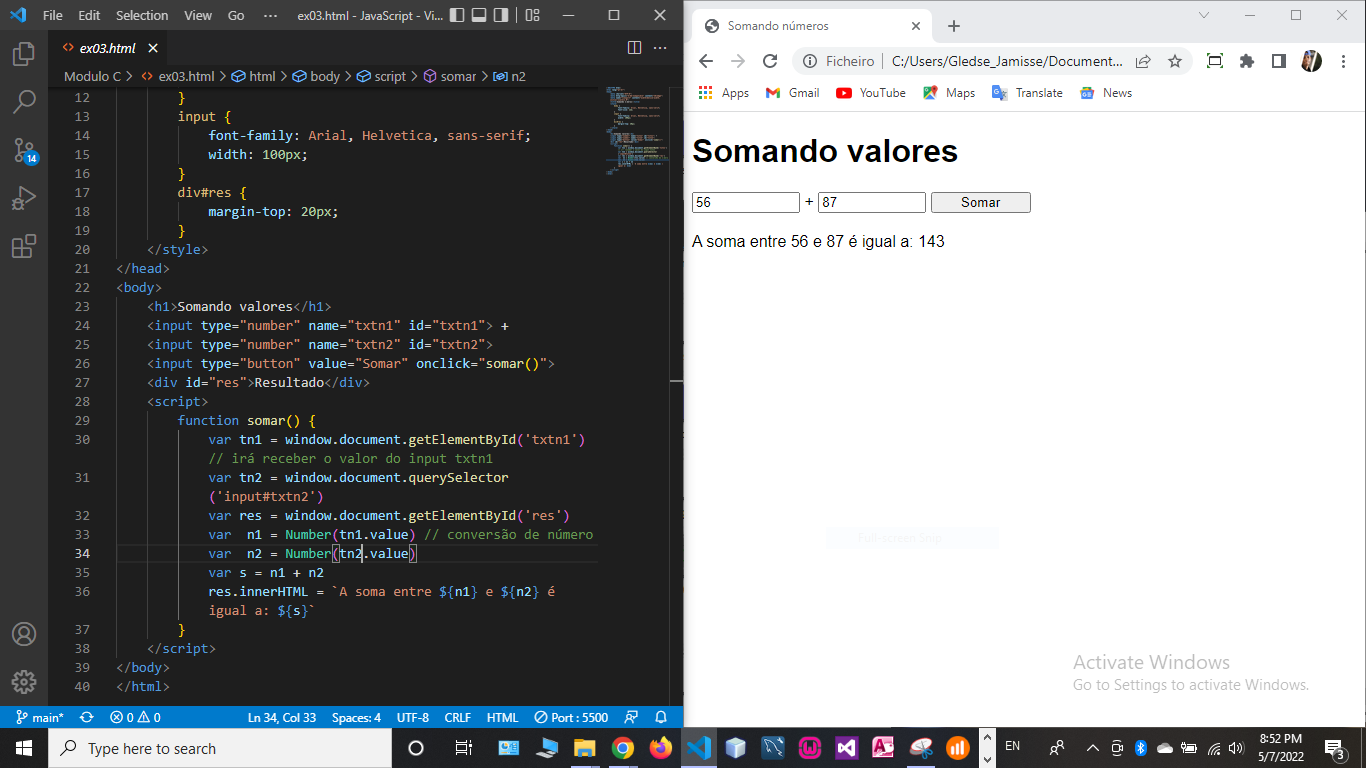 File Edit Selection View Go ··· ex03.html - JavaScript - Vi...
ex03.html
Modulo C > ex03.html > html > body > script > somar > n2
12 }
13 input {
14 font-family: Arial, Helvetica, sans-serif;
15 width: 100px;
16 }
17 div#res {
18 margin-top: 20px;
19 }
20 </style>
21 </head>
22 <body>
23 <h1>Somando valores</h1>
24 <input type="number" name="txtn1" id="txtn1"> +
25 <input type="number" name="txtn2" id="txtn2">
26 <input type="button" value="Somar" onclick="somar()">
27 <div id="res">Resultado</div>
28 <script>
29 function somar() {
30 var tn1 = window.document.getElementById('txtn1')
// irá receber o valor do input txtn1
31 var tn2 = window.document.querySelector
('input#txtn2')
32 var res = window.document.getElementById('res')
33 var  n1 = Number(tn1.value) // conversão de número
34 var  n2 = Number(tn2.value)
35 var s = n1 + n2
36 res.innerHTML = `A soma entre ${n1} e ${n2} é
igual a: ${s}`
37 }
38 </script>
39 </body>
40 </html>
14
main* 0 0 Ln 34, Col 33 Spaces: 4 UTF-8 CRLF HTML Port : 5500
Somando números
Ficheiro | C:/Users/Gledse_Jamisse/Document...
Apps Gmail YouTube Maps Translate News
Somando valores
56 + 87 Somar
A soma entre 56 e 87 é igual a: 143
Full-screen Snip
Activate Windows
Go to Settings to activate Windows.
Type here to search
EN
8:52 PM
5/7/2022
3